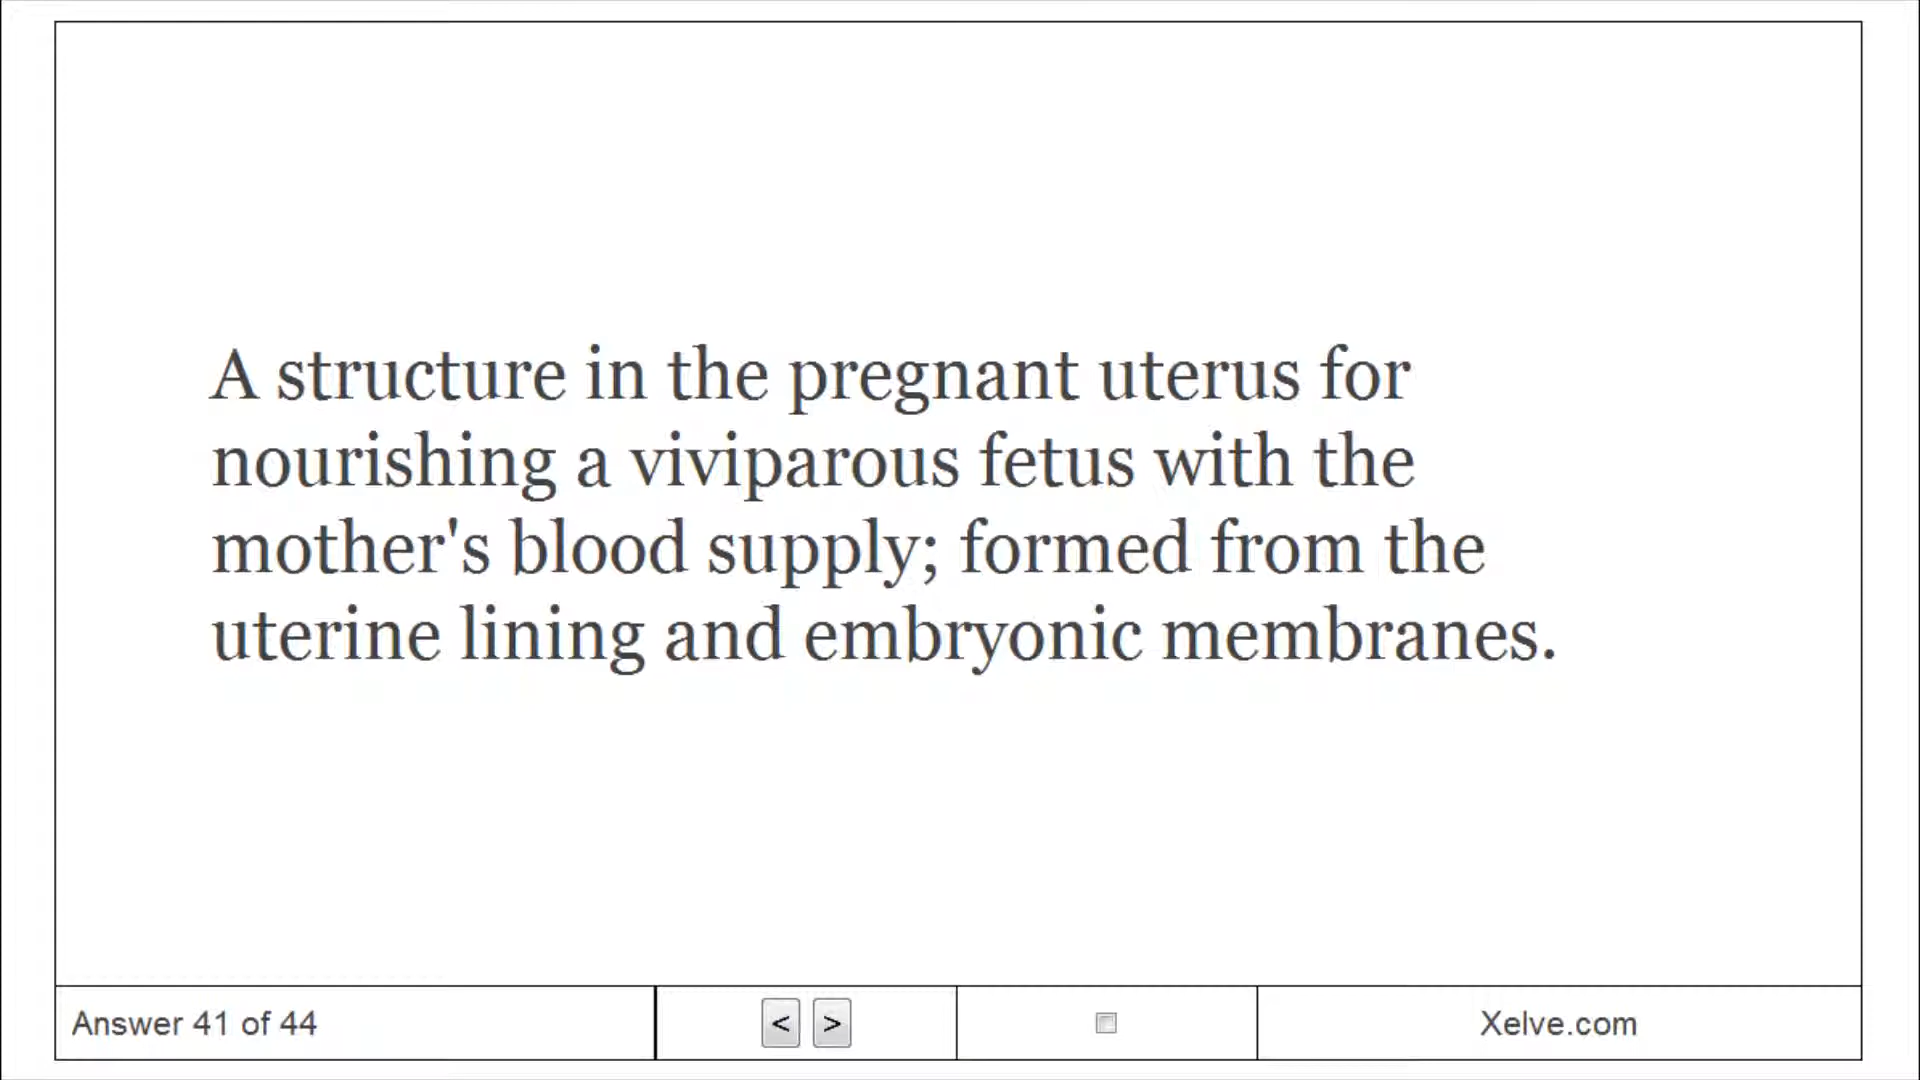 A structure in the pregnant uterus for
nourishing a viviparous fetus with the
mother's blood supply; formed from the
uterine lining and embryonic membranes.
Answer 41 of 44
< >
Xelve.com